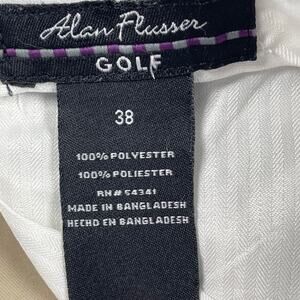 Alan Flusser
GOLF
38
100% POLYESTER
100% POLIESTER
RN# 54341
MADE IN BANGLADESH
HECHO EN BANGLADESH